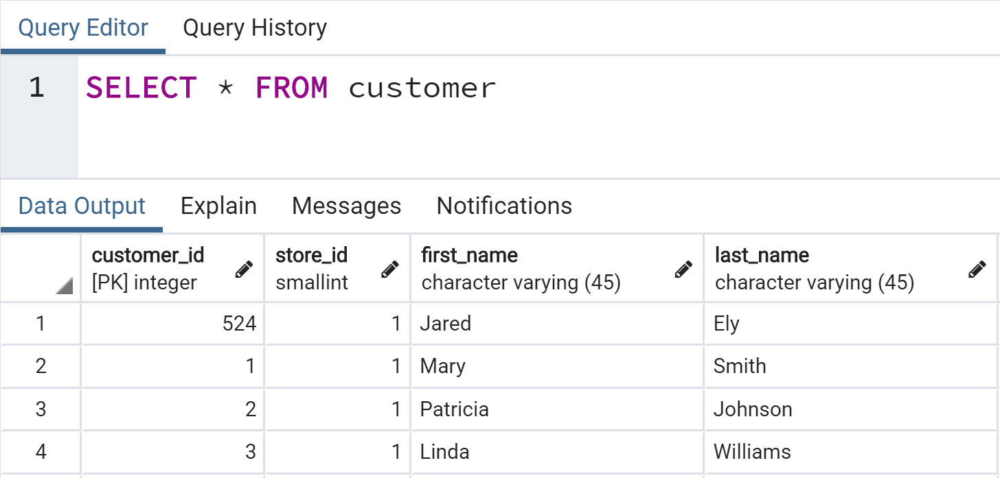 Query Editor Query History
1 SELECT * FROM customer
Data Output Explain Messages Notifications
customer_id store_id first_name last_name
[PK] integer smallint character varying (45) character varying (45)
1 524 1 Jared Ely
2 1 1 Mary Smith
3 2 1 Patricia Johnson
4 3 1 Linda Williams